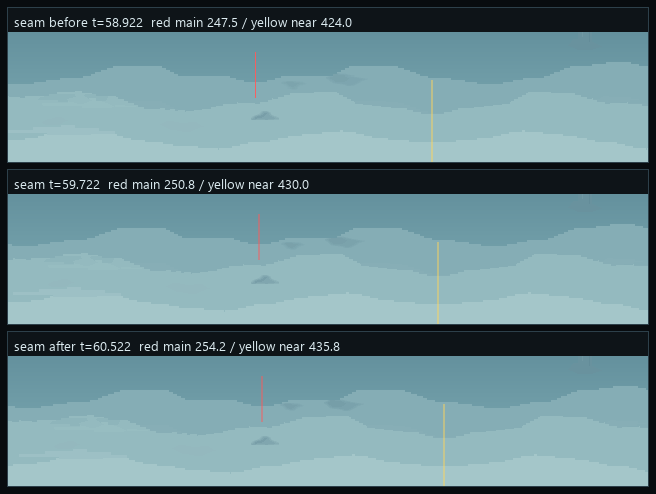 seam before t=58.922  red main 247.5 / yellow near 424.0
seam t=59.722  red main 250.8 / yellow near 430.0
seam after t=60.522  red main 254.2 / yellow near 435.8